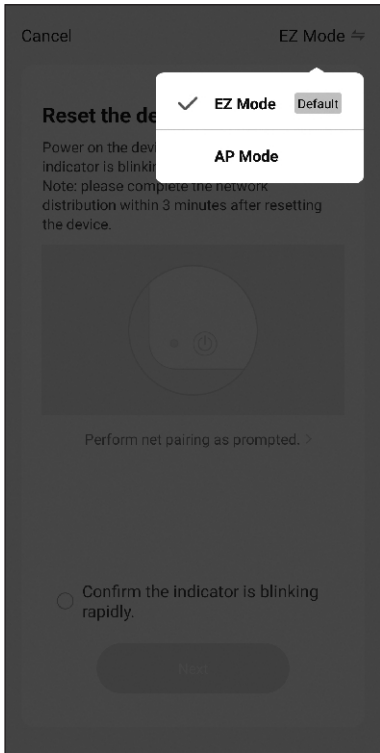 Cancel
EZ Mode
EZ Mode Default
AP Mode
Reset the de
Power on the devi
indicator is blinkin
Note: please complete the network
distribution within 3 minutes after resetting
the device.
Perform net pairing as prompted. >
Confirm the indicator is blinking
rapidly.
Next